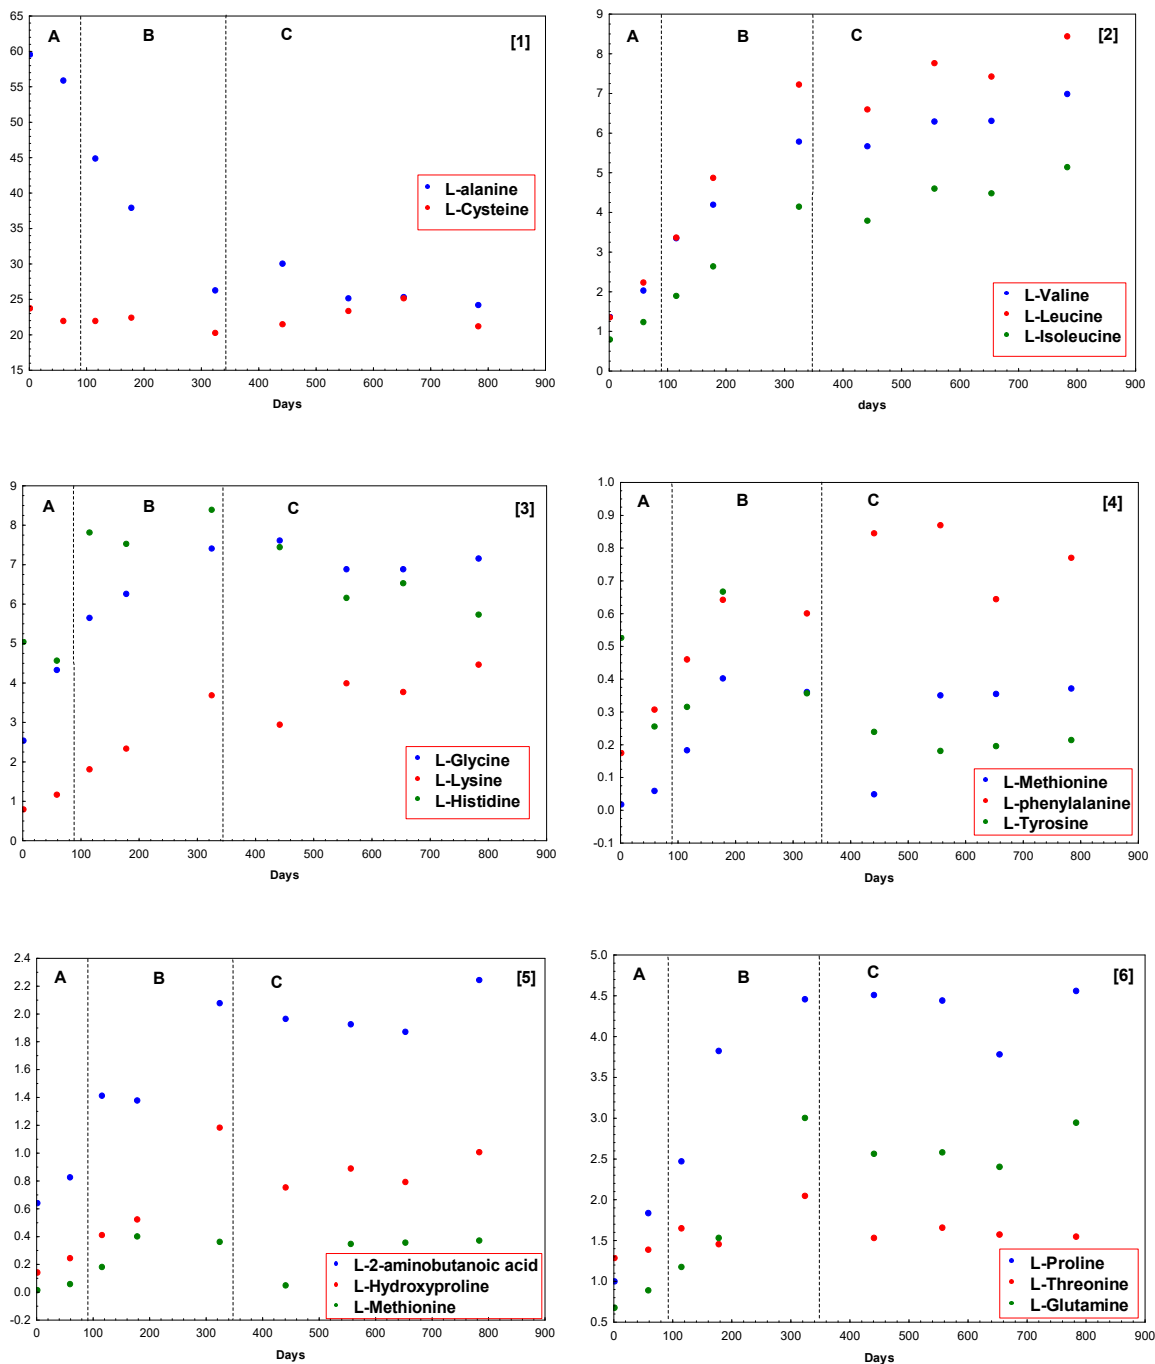 A B C [1]
65
60
55
50
45
40
35
30
25
20
15
0 100 200 300 400 500 600 700 800 900
Days
L-alanine
L-Cysteine
A B C [2]
9
8
7
6
5
4
3
2
1
0
0 100 200 300 400 500 600 700 800 900
days
L-Valine
L-Leucine
L-Isoleucine
A B C [3]
9
8
7
6
5
4
3
2
1
0
0 100 200 300 400 500 600 700 800 900
Days
L-Glycine
L-Lysine
L-Histidine
A B C [4]
1.0
0.9
0.8
0.7
0.6
0.5
0.4
0.3
0.2
0.1
0.0
-0.1
0 100 200 300 400 500 600 700 800 900
Days
L-Methionine
L-phenylalanine
L-Tyrosine
A B C [5]
2.4
2.2
2.0
1.8
1.6
1.4
1.2
1.0
0.8
0.6
0.4
0.2
0.0
-0.2
0 100 200 300 400 500 600 700 800 900
Days
L-2-aminobutanoic acid
L-Hydroxyproline
L-Methionine
A B C [6]
5.0
4.5
4.0
3.5
3.0
2.5
2.0
1.5
1.0
0.5
0 100 200 300 400 500 600 700 800 900
Days
L-Proline
L-Threonine
L-Glutamine